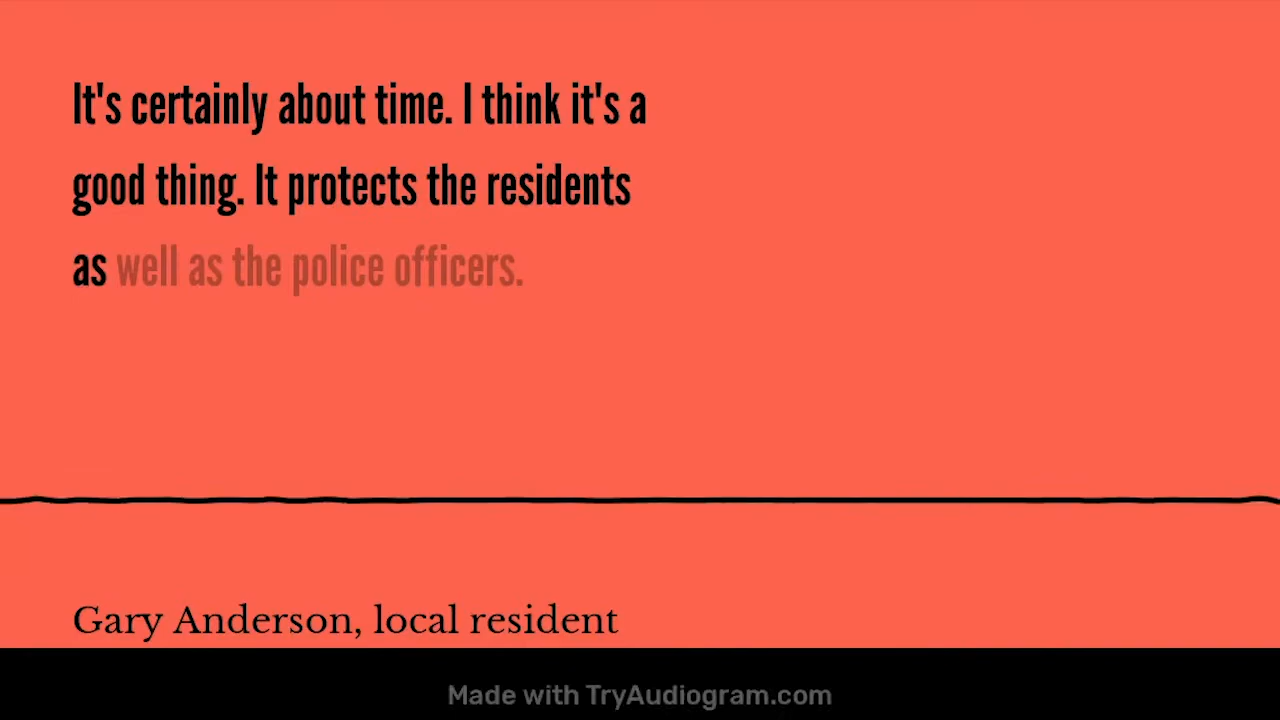 It's certainly about time. I think it's a
good thing. It protects the residents
as well as the police officers.
Gary Anderson, local resident
Made with TryAudiogram.com